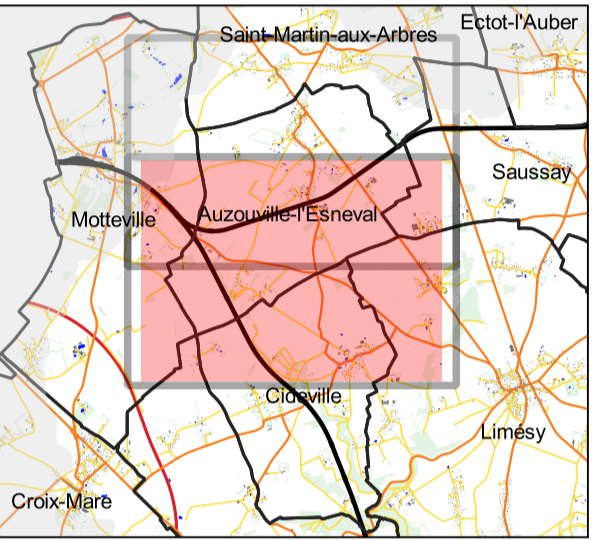 Ectot-l'Auber
Saint-Martin-aux-Arbres
Saussay
Motteville
Auzouville-l'Esneval
Cideville
Limésy
Croix-Mare